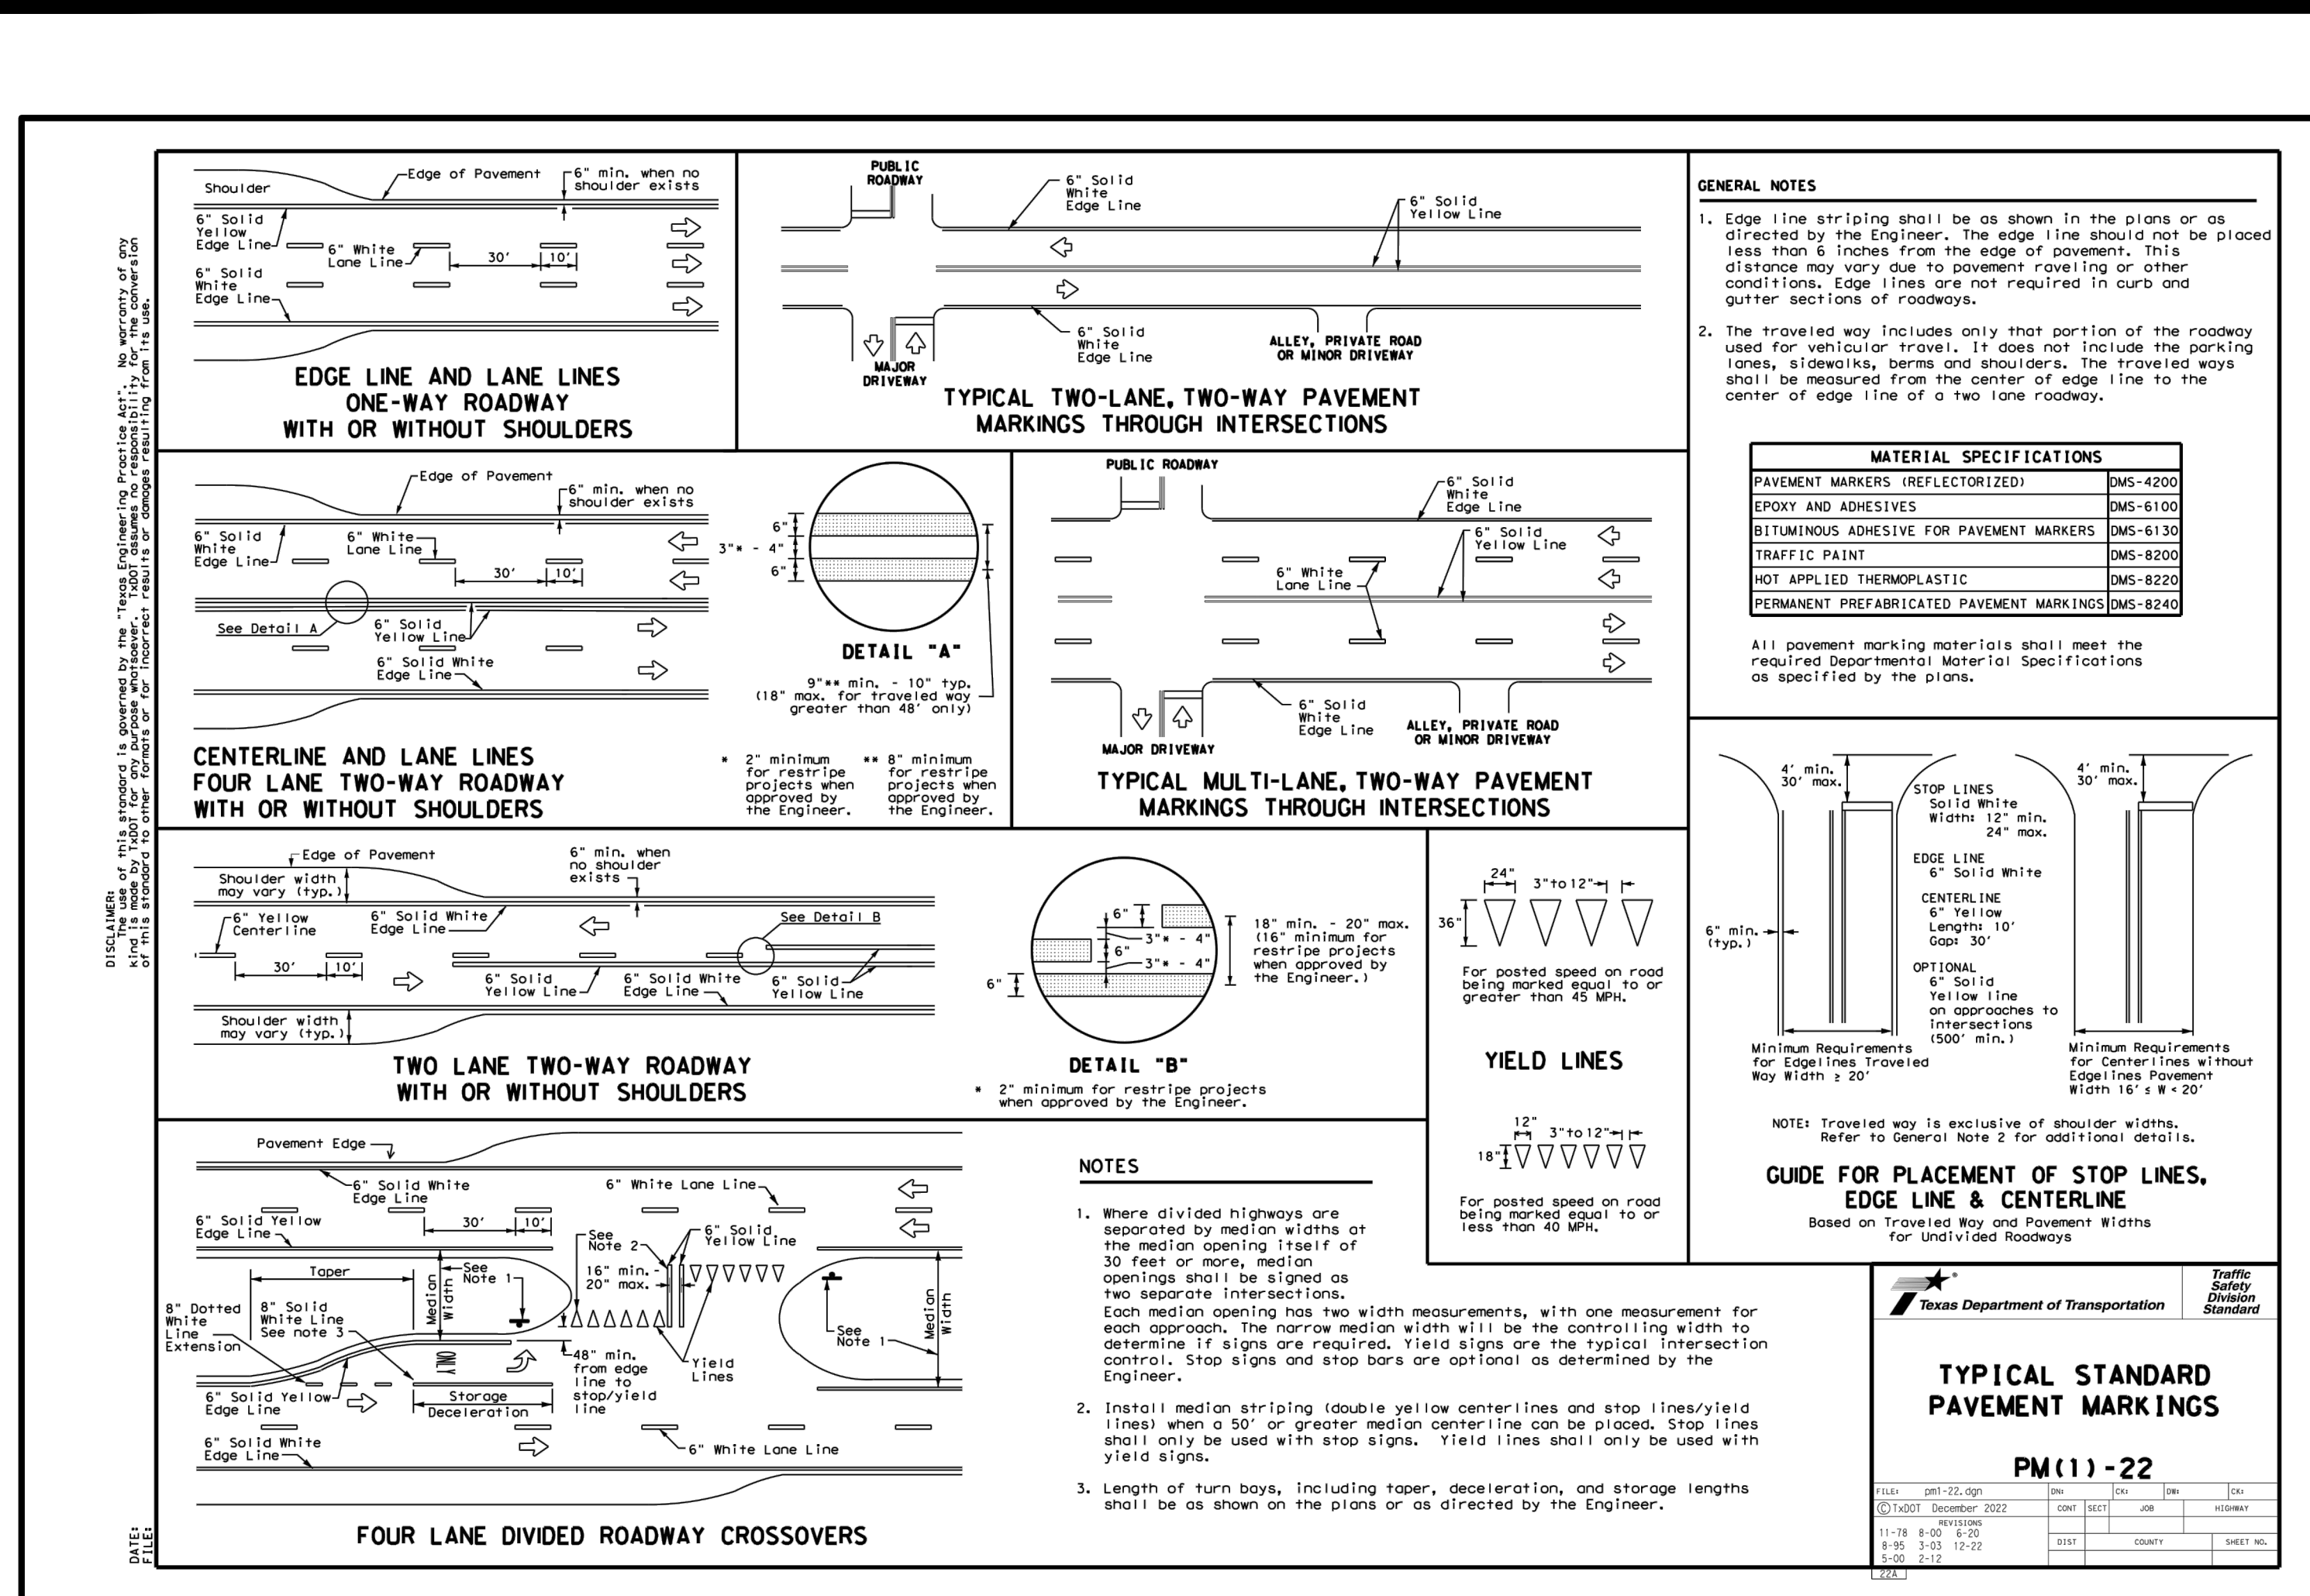 DISCLAIMER:
The use of this standard is governed by the "Texas Engineering Practice Act". No warranty of any
kind is made by TxDOT for any purpose whatsoever. TxDOT assumes no responsibility for the conversion
of this standard to other formats or for incorrect results or damages resulting from its use.
DATE:
FILE:
Shoulder
Edge of Pavement
6" min. when no
shoulder exists
6" Solid
Yellow
Edge Line
6" White
Lane Line
30'
10'
6" Solid
White
Edge Line
EDGE LINE AND LANE LINES
ONE-WAY ROADWAY
WITH OR WITHOUT SHOULDERS
PUBLIC
ROADWAY
6" Solid
White
Edge Line
6" Solid
Yellow Line
6" Solid
White
Edge Line
MAJOR
DRIVEWAY
ALLEY, PRIVATE ROAD
OR MINOR DRIVEWAY
TYPICAL TWO-LANE, TWO-WAY PAVEMENT
MARKINGS THROUGH INTERSECTIONS
Edge of Pavement
6" min. when no
shoulder exists
6" Solid
White
Edge Line
6" White
Lane Line
30'
10'
See Detail A
6" Solid
Yellow Line
6" Solid White
Edge Line
CENTERLINE AND LANE LINES
FOUR LANE TWO-WAY ROADWAY
WITH OR WITHOUT SHOULDERS
6"
3"* - 4"
6"
DETAIL "A"
9"** min. - 10" typ.
(18" max. for traveled way
greater than 48' only)
* 2" minimum
for restripe
projects when
approved by
the Engineer.
** 8" minimum
for restripe
projects when
approved by
the Engineer.
PUBLIC ROADWAY
6" Solid
White
Edge Line
6" Solid
Yellow Line
6" White
Lane Line
6" Solid
White
Edge Line
MAJOR DRIVEWAY
ALLEY, PRIVATE ROAD
OR MINOR DRIVEWAY
TYPICAL MULTI-LANE, TWO-WAY PAVEMENT
MARKINGS THROUGH INTERSECTIONS
Edge of Pavement
Shoulder width
may vary (typ.)
6" min. when
no shoulder
exists
6" Yellow
Centerline
6" Solid White
Edge Line
See Detail B
30'
10'
6" Solid
Yellow Line
6" Solid White
Edge Line
6" Solid
Yellow Line
Shoulder width
may vary (typ.)
TWO LANE TWO-WAY ROADWAY
WITH OR WITHOUT SHOULDERS
6"
3"* - 4"
6"
3"* - 4"
6"
18" min. - 20" max.
(16" minimum for
restripe projects
when approved by
the Engineer.)
DETAIL "B"
* 2" minimum for restripe projects
when approved by the Engineer.
24"
3"to12"
36"
For posted speed on road
being marked equal to or
greater than 45 MPH.
YIELD LINES
12"
3"to12"
18"
For posted speed on road
being marked equal to or
less than 40 MPH.
Pavement Edge
6" Solid White
Edge Line
6" White Lane Line
6" Solid Yellow
Edge Line
30'
10'
See
Note 2
6" Solid
Yellow Line
Taper
Median
Width
See
Note 1
16" min.
20" max.
8" Dotted
White
Line
Extension
8" Solid
White Line
See note 3
ONLY
48" min.
from edge
line to
stop/yield
line
Yield
Lines
See
Note 1
Median
Width
6" Solid Yellow
Edge Line
Storage
Deceleration
6" Solid White
Edge Line
6" White Lane Line
FOUR LANE DIVIDED ROADWAY CROSSOVERS
NOTES
1. Where divided highways are
separated by median widths at
the median opening itself of
30 feet or more, median
openings shall be signed as
two separate intersections.
Each median opening has two width measurements, with one measurement for
each approach. The narrow median width will be the controlling width to
determine if signs are required. Yield signs are the typical intersection
control. Stop signs and stop bars are optional as determined by the
Engineer.
2. Install median striping (double yellow centerlines and stop lines/yield
lines) when a 50' or greater median centerline can be placed. Stop lines
shall only be used with stop signs. Yield lines shall only be used with
yield signs.
3. Length of turn bays, including taper, deceleration, and storage lengths
shall be as shown on the plans or as directed by the Engineer.
GENERAL NOTES
1. Edge line striping shall be as shown in the plans or as
directed by the Engineer. The edge line should not be placed
less than 6 inches from the edge of pavement. This
distance may vary due to pavement raveling or other
conditions. Edge lines are not required in curb and
gutter sections of roadways.
2. The traveled way includes only that portion of the roadway
used for vehicular travel. It does not include the parking
lanes, sidewalks, berms and shoulders. The traveled ways
shall be measured from the center of edge line to the
center of edge line of a two lane roadway.
MATERIAL SPECIFICATIONS
PAVEMENT MARKERS (REFLECTORIZED) DMS-4200
EPOXY AND ADHESIVES DMS-6100
BITUMINOUS ADHESIVE FOR PAVEMENT MARKERS DMS-6130
TRAFFIC PAINT DMS-8200
HOT APPLIED THERMOPLASTIC DMS-8220
PERMANENT PREFABRICATED PAVEMENT MARKINGS DMS-8240
All pavement marking materials shall meet the
required Departmental Material Specifications
as specified by the plans.
4' min.
30' max.
4' min.
30' max.
STOP LINES
Solid White
Width: 12" min.
24" max.
EDGE LINE
6" Solid White
CENTERLINE
6" Yellow
Length: 10'
Gap: 30'
OPTIONAL
6" Solid
Yellow line
on approaches to
intersections
(500' min.)
6" min.
(typ.)
Minimum Requirements
for Edgelines Traveled
Way Width ≥ 20'
Minimum Requirements
for Centerlines without
Edgelines Pavement
Width 16' ≤ W < 20'
NOTE: Traveled way is exclusive of shoulder widths.
Refer to General Note 2 for additional details.
GUIDE FOR PLACEMENT OF STOP LINES,
EDGE LINE & CENTERLINE
Based on Traveled Way and Pavement Widths
for Undivided Roadways
Texas Department of Transportation
Traffic
Safety
Division
Standard
TYPICAL STANDARD
PAVEMENT MARKINGS
PM(1)-22
FILE: pm1-22.dgn DN: CK: DW: CK:
© TxDOT December 2022 CONT SECT JOB HIGHWAY
REVISIONS
11-78 8-00 6-20
8-95 3-03 12-22
5-00 2-12
DIST COUNTY SHEET NO.
22A